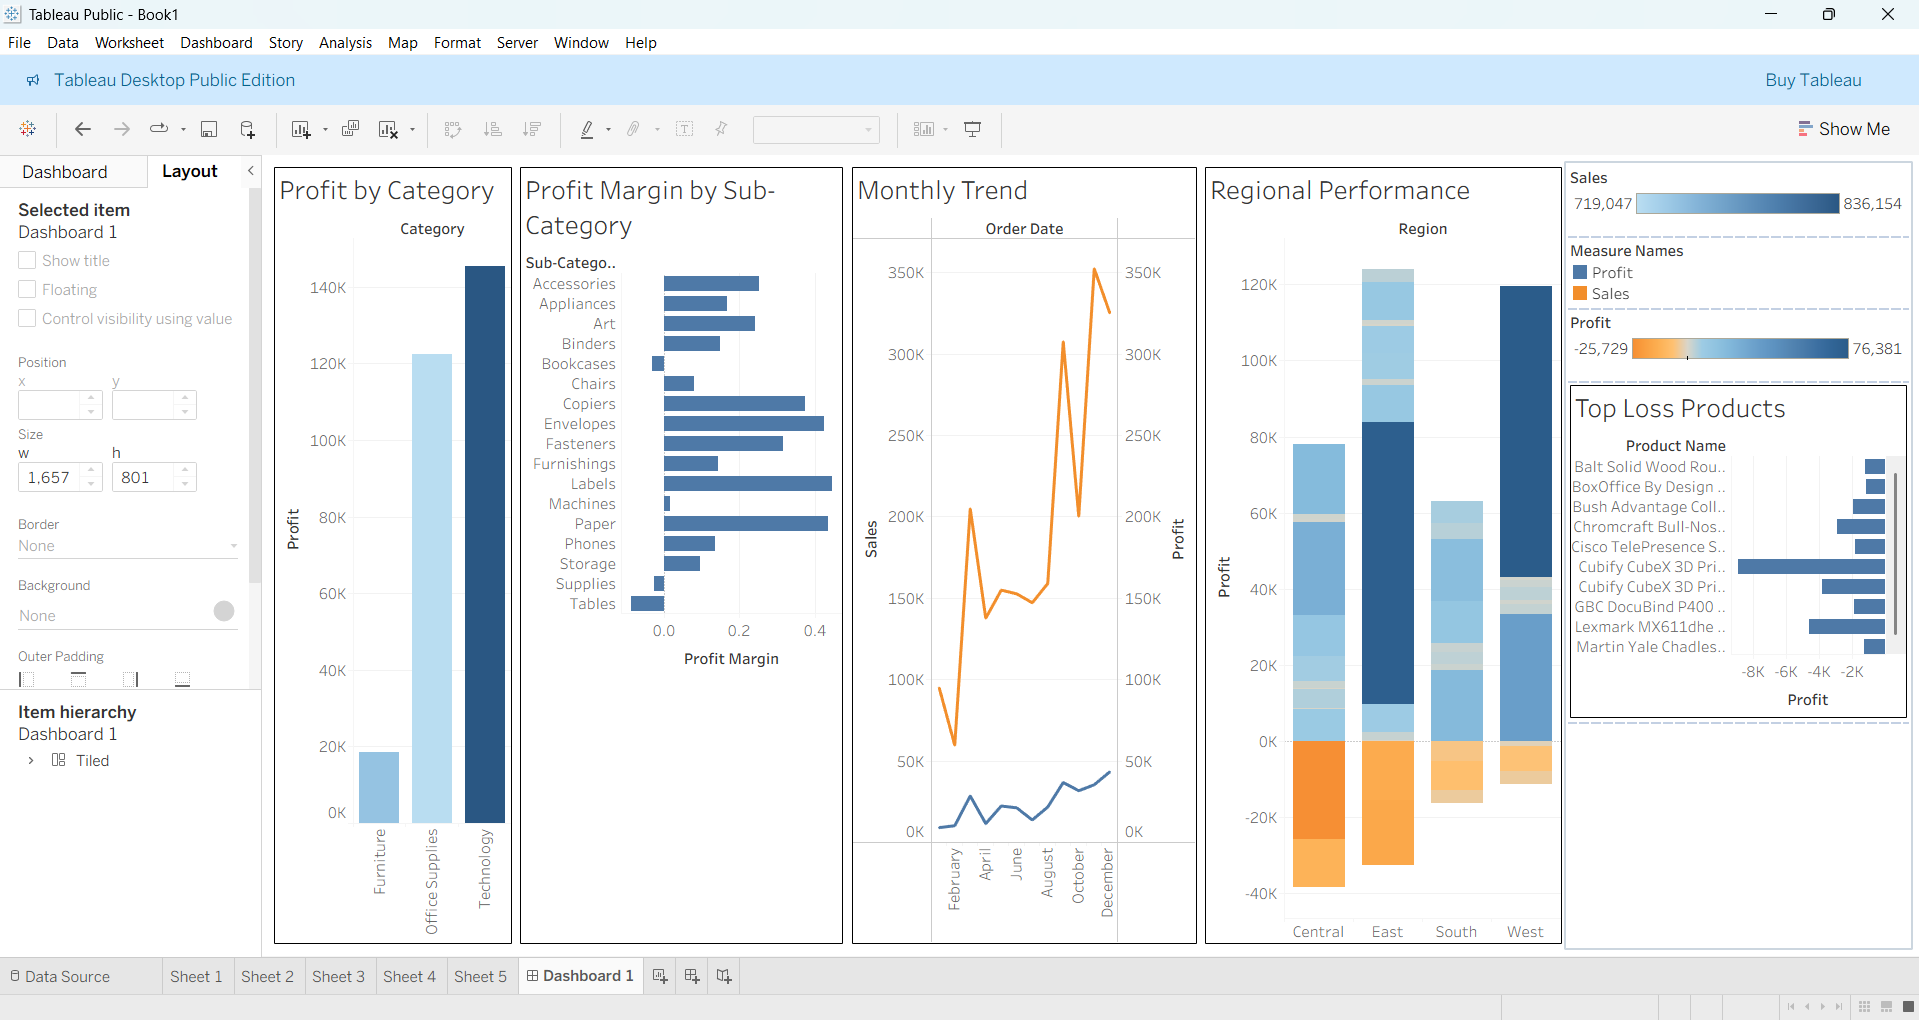 Tableau Public - Book1
File Data Worksheet Dashboard Story Analysis Map Format Server Window Help
Tableau Desktop Public Edition
Buy Tableau
Show Me
Dashboard
Layout
Selected item
Dashboard 1
Show title
Floating
Control visibility using value
Position
x y
Size
w h
1,657 801
Border
None
Background
None
Outer Padding
Item hierarchy
Dashboard 1
Tiled
Profit by Category
Category
140K
120K
100K
80K
60K
40K
20K
0K
Profit
Furniture
Office Supplies
Technology
Profit Margin by Sub-
Category
Sub-Catego..
Accessories
Appliances
Art
Binders
Bookcases
Chairs
Copiers
Envelopes
Fasteners
Furnishings
Labels
Machines
Paper
Phones
Storage
Supplies
Tables
0.0 0.2 0.4
Profit Margin
Monthly Trend
Order Date
350K 350K
300K 300K
250K 250K
200K 200K
150K 150K
100K 100K
50K 50K
0K 0K
Sales
Profit
February
April
June
August
October
December
Regional Performance
Region
120K
100K
80K
60K
40K
20K
0K
-20K
-40K
Profit
Central East South West
Sales
719,047 836,154
Measure Names
Profit
Sales
Profit
-25,729 76,381
Top Loss Products
Product Name
Balt Solid Wood Rou..
BoxOffice By Design ..
Bush Advantage Coll..
Chromcraft Bull-Nos..
Cisco TelePresence S..
Cubify CubeX 3D Pri..
Cubify CubeX 3D Pri..
GBC DocuBind P400 ..
Lexmark MX611dhe ..
Martin Yale Chadles..
-8K -6K -4K -2K
Profit
Data Source
Sheet 1
Sheet 2
Sheet 3
Sheet 4
Sheet 5
Dashboard 1